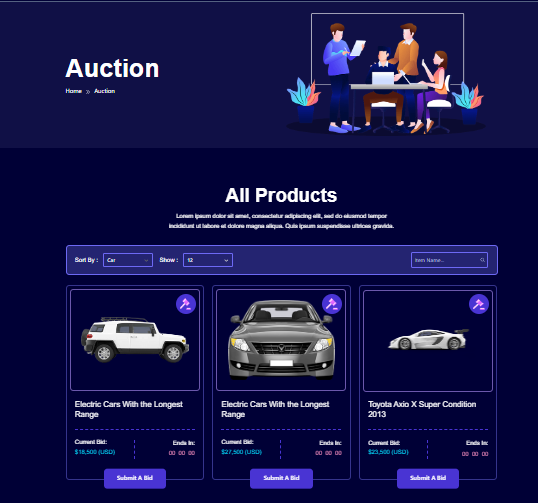 Auction
Home » Auction
All Products
Lorem ipsum dolor sit amet, consectetur adipiscing elit, sed do eiusmod tempor
incididunt ut labore et dolore magna aliqua. Quis ipsum suspendisse ultrices gravida.
Sort By : Car Show : 12 Item Name...
Electric Cars With the Longest
Range
Current Bid: Ends In:
$18,500 (USD) 00 00 00
Submit A Bid
Electric Cars With the Longest
Range
Current Bid: Ends In:
$27,500 (USD) 00 00 00
Submit A Bid
Toyota Axio X Super Condition
2013
Current Bid: Ends In:
$23,500 (USD) 00 00 00
Submit A Bid